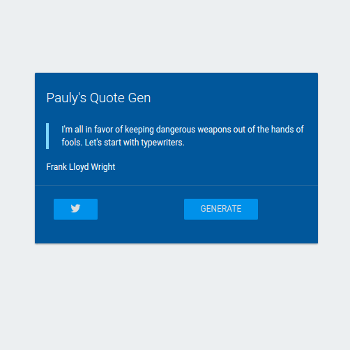 Pauly's Quote Gen
I'm all in favor of keeping dangerous weapons out of the hands of
fools. Let's start with typewriters.
Frank Lloyd Wright
GENERATE